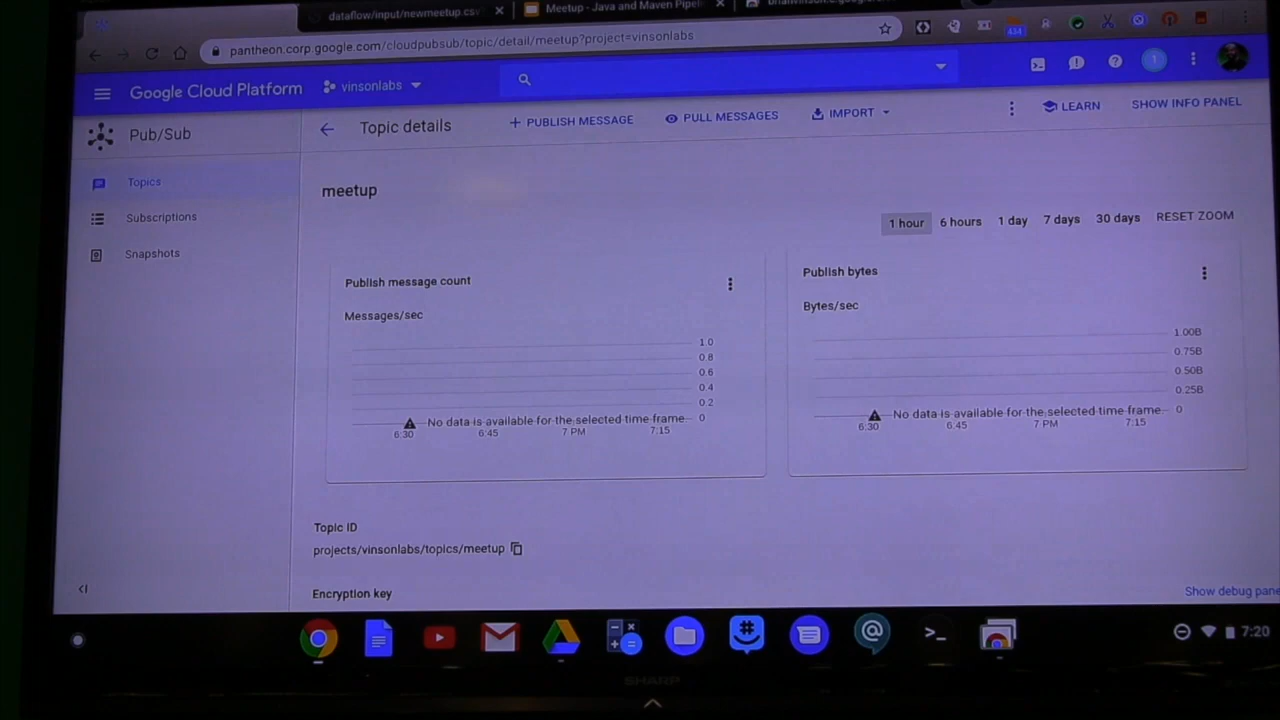 dataflow/input/newmeetup.csv
Meetup - Java and Maven Pipel
pantheon.corp.google.com/cloudpubsub/topic/detail/meetup?project=vinsonlabs
434
Google Cloud Platform
vinsonlabs
1
Pub/Sub
Topic details
PUBLISH MESSAGE
PULL MESSAGES
IMPORT
LEARN
SHOW INFO PANEL
Topics
Subscriptions
Snapshots
meetup
1 hour 6 hours 1 day 7 days 30 days RESET ZOOM
Publish message count
Messages/sec
1.0
0.8
0.6
0.4
0.2
0
No data is available for the selected time frame.
6:30 6:45 7 PM 7:15
Publish bytes
Bytes/sec
1.00B
0.75B
0.50B
0.25B
0
No data is available for the selected time frame.
6:30 6:45 7 PM 7:15
Topic ID
projects/vinsonlabs/topics/meetup
Encryption key
Show debug pane
7:20
SHARP